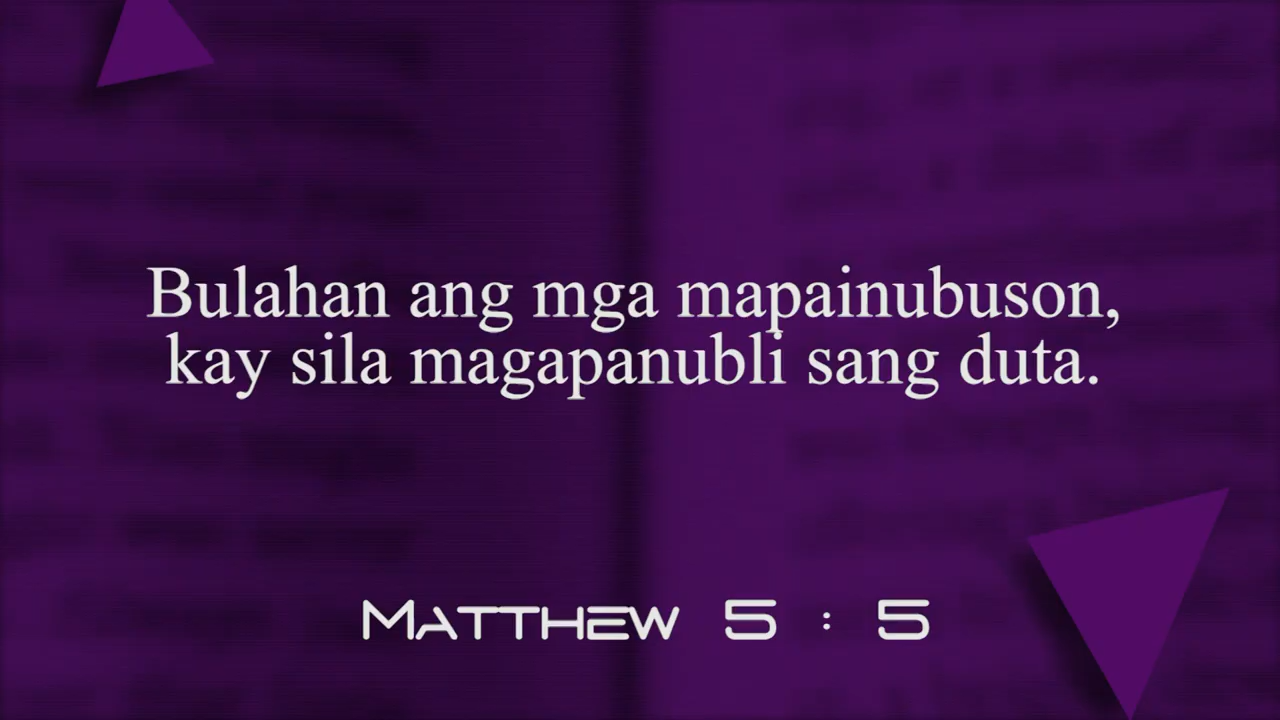 Bulahan ang mga mapainubuson,
kay sila magapanubli sang duta.
Matthew 5 : 5